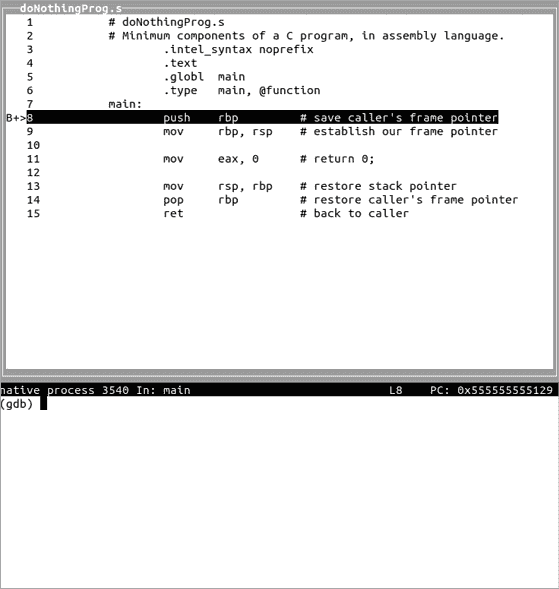 doNothingProg.s
1 # doNothingProg.s
2 # Minimum components of a C program, in assembly language.
3 .intel_syntax noprefix
4 .text
5 .globl main
6 .type main, @function
7 main:
B+>8 push rbp # save caller's frame pointer
9 mov rbp, rsp # establish our frame pointer
10
11 mov eax, 0 # return 0;
12
13 mov rsp, rbp # restore stack pointer
14 pop rbp # restore caller's frame pointer
15 ret # back to caller
native process 3540 In: main L8 PC: 0x555555555129
(gdb)